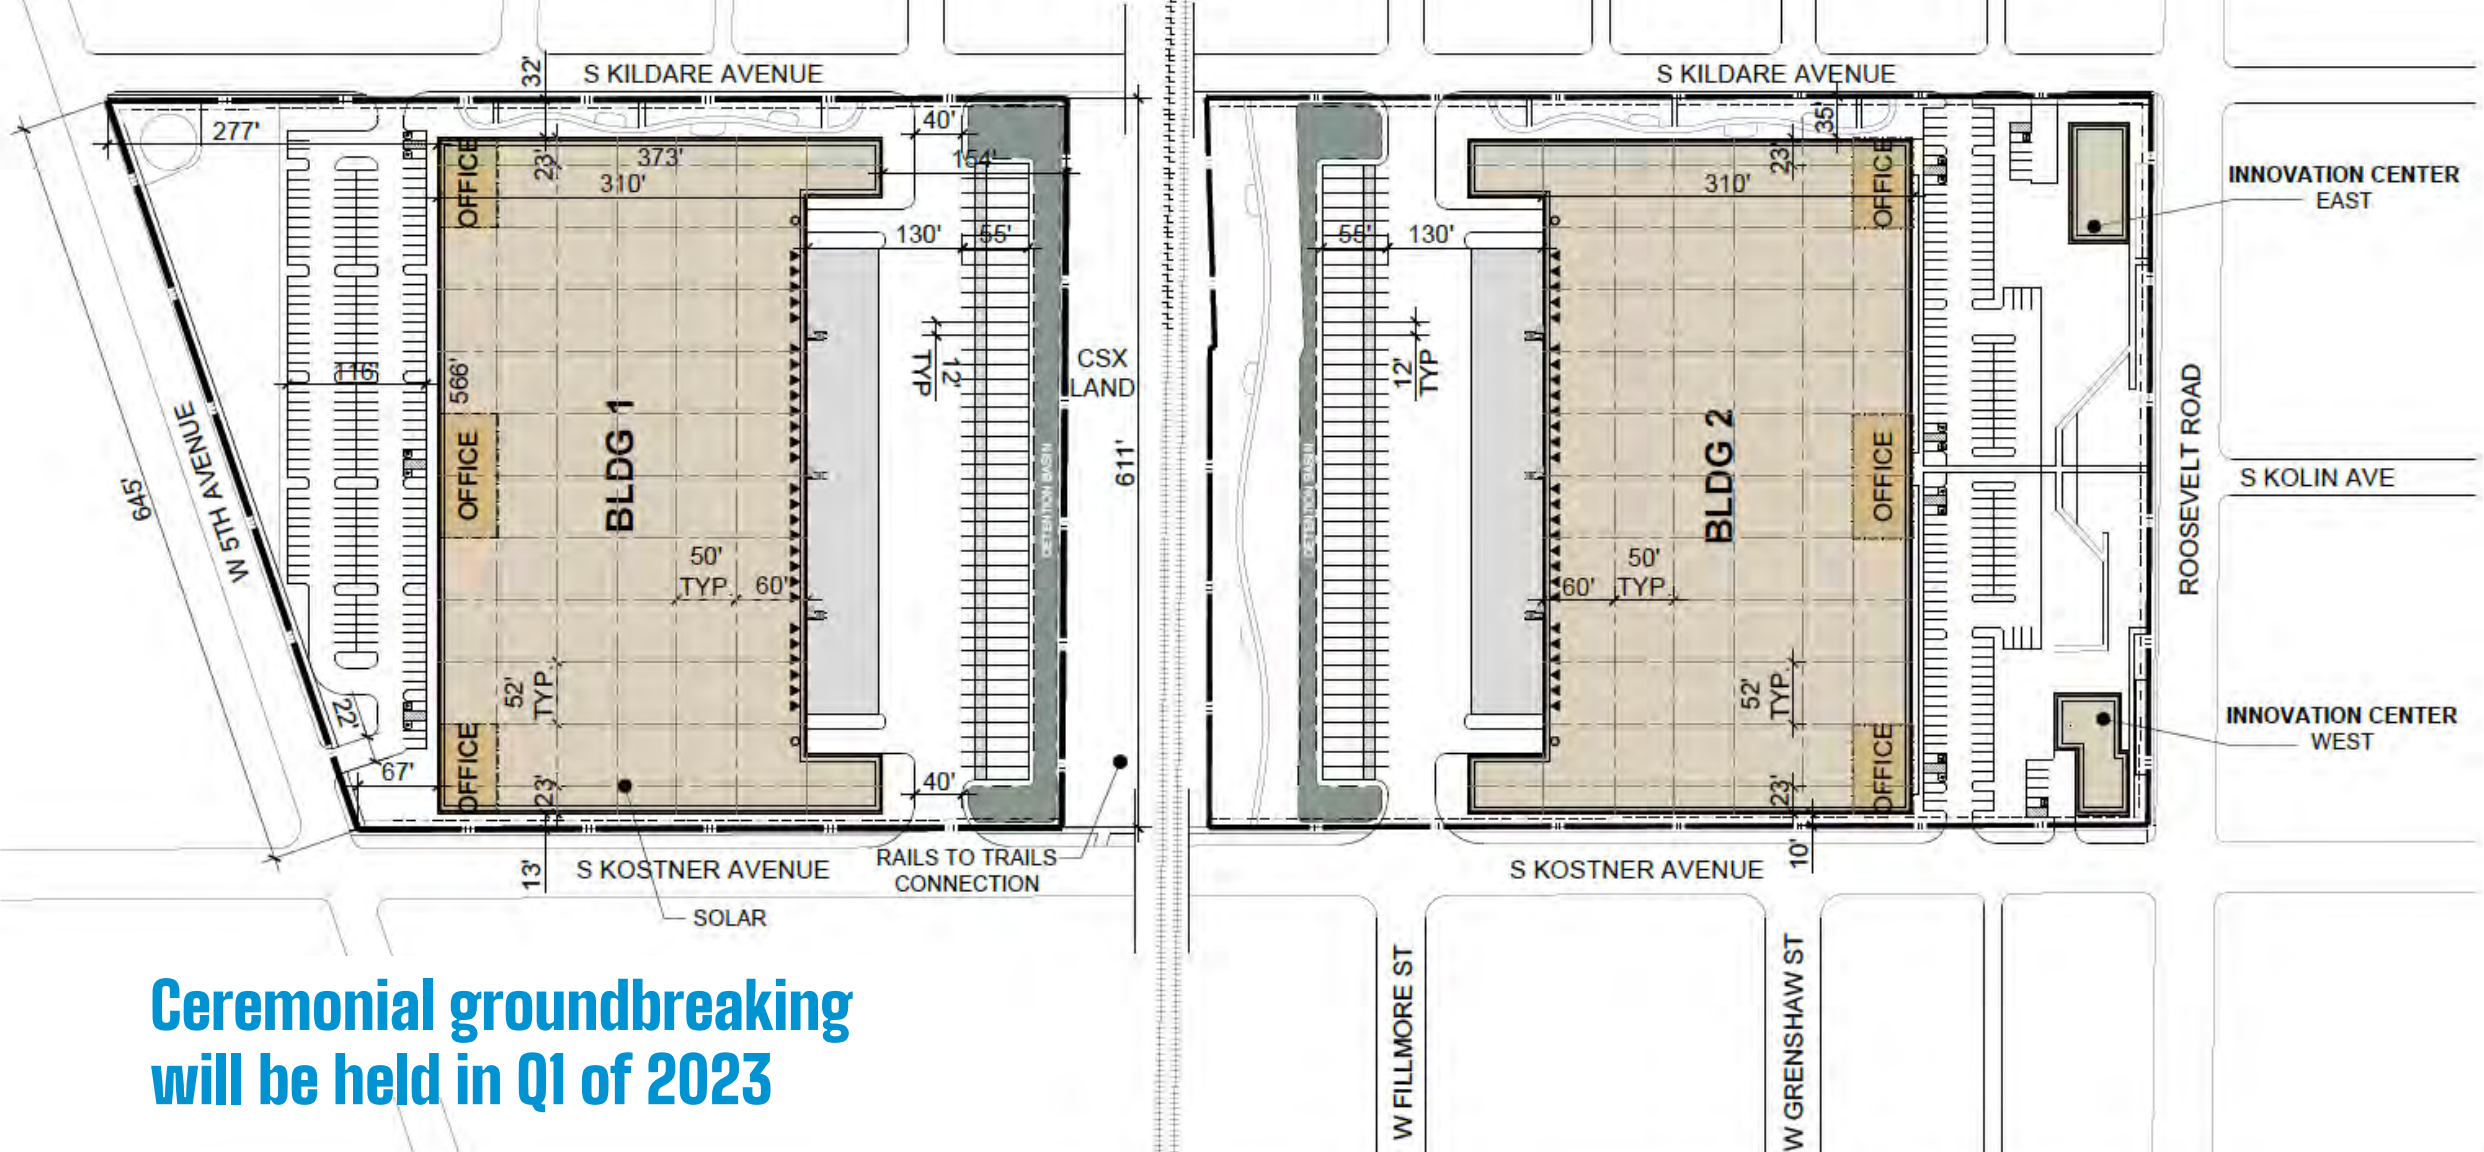 S KILDARE AVENUE
S KILDARE AVENUE
32'
277'
40'
35'
OFFICE
23'
373'
154'
310'
23'
310'
OFFICE
INNOVATION CENTER
EAST
130'
55'
55'
130'
116'
566'
12'
TYP
CSX
LAND
12'
TYP
645'
W 5TH AVENUE
OFFICE
BLDG 1
DETENTION BASIN
611'
DETENTION BASIN
BLDG 2
OFFICE
ROOSEVELT ROAD
S KOLIN AVE
50'
TYP.
60'
60'
50'
TYP.
52'
TYP.
52'
TYP.
22'
67'
OFFICE
23'
40'
23'
OFFICE
INNOVATION CENTER
WEST
13'
S KOSTNER AVENUE
RAILS TO TRAILS
CONNECTION
S KOSTNER AVENUE
10'
SOLAR
W FILLMORE ST
W GRENSHAW ST
Ceremonial groundbreaking
will be held in Q1 of 2023